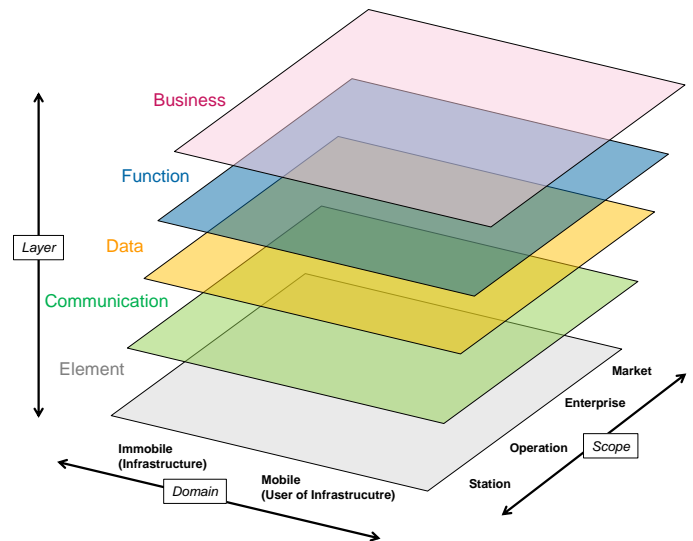 Business
Function
Layer
Data
Communication
Element
Market
Enterprise
Operation
Scope
Station
Immobile
(Infrastructure)
Mobile
(User of Infrastrucutre)
Domain